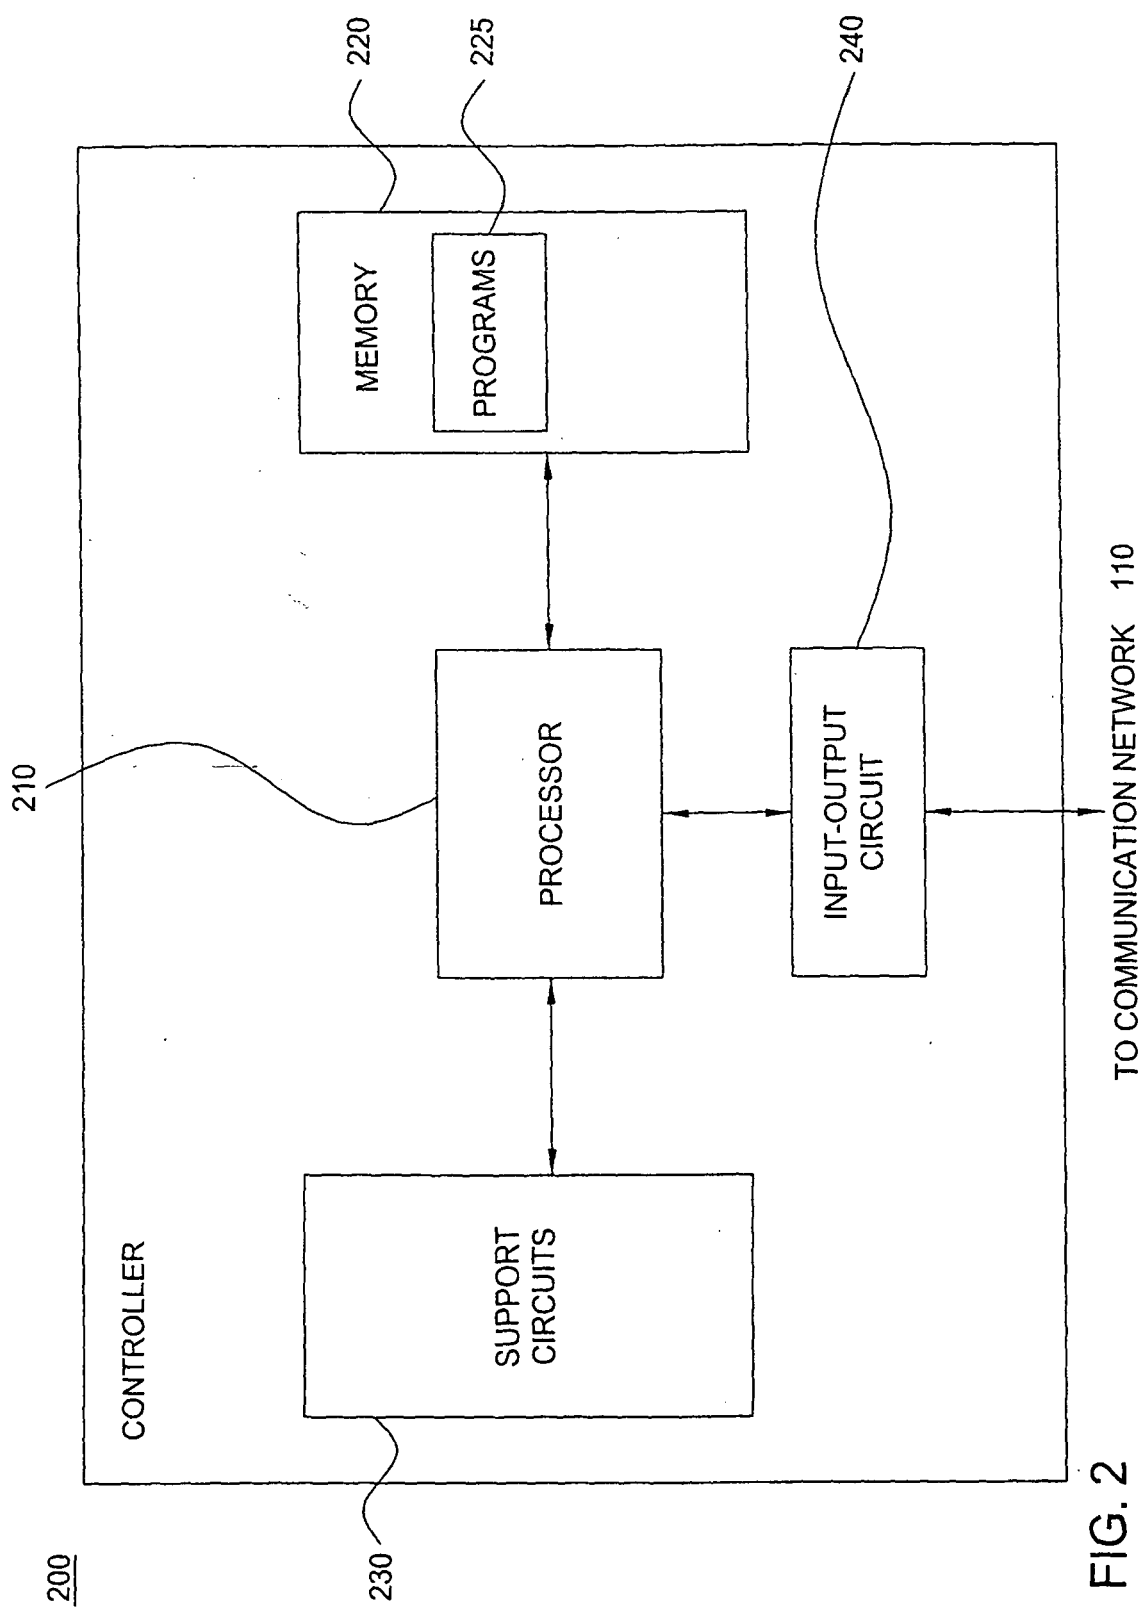 200
CONTROLLER
210
220
225
230
240
SUPPORT
CIRCUITS
PROCESSOR
MEMORY
PROGRAMS
INPUT-OUTPUT
CIRCUIT
TO COMMUNICATION NETWORK 110
FIG. 2